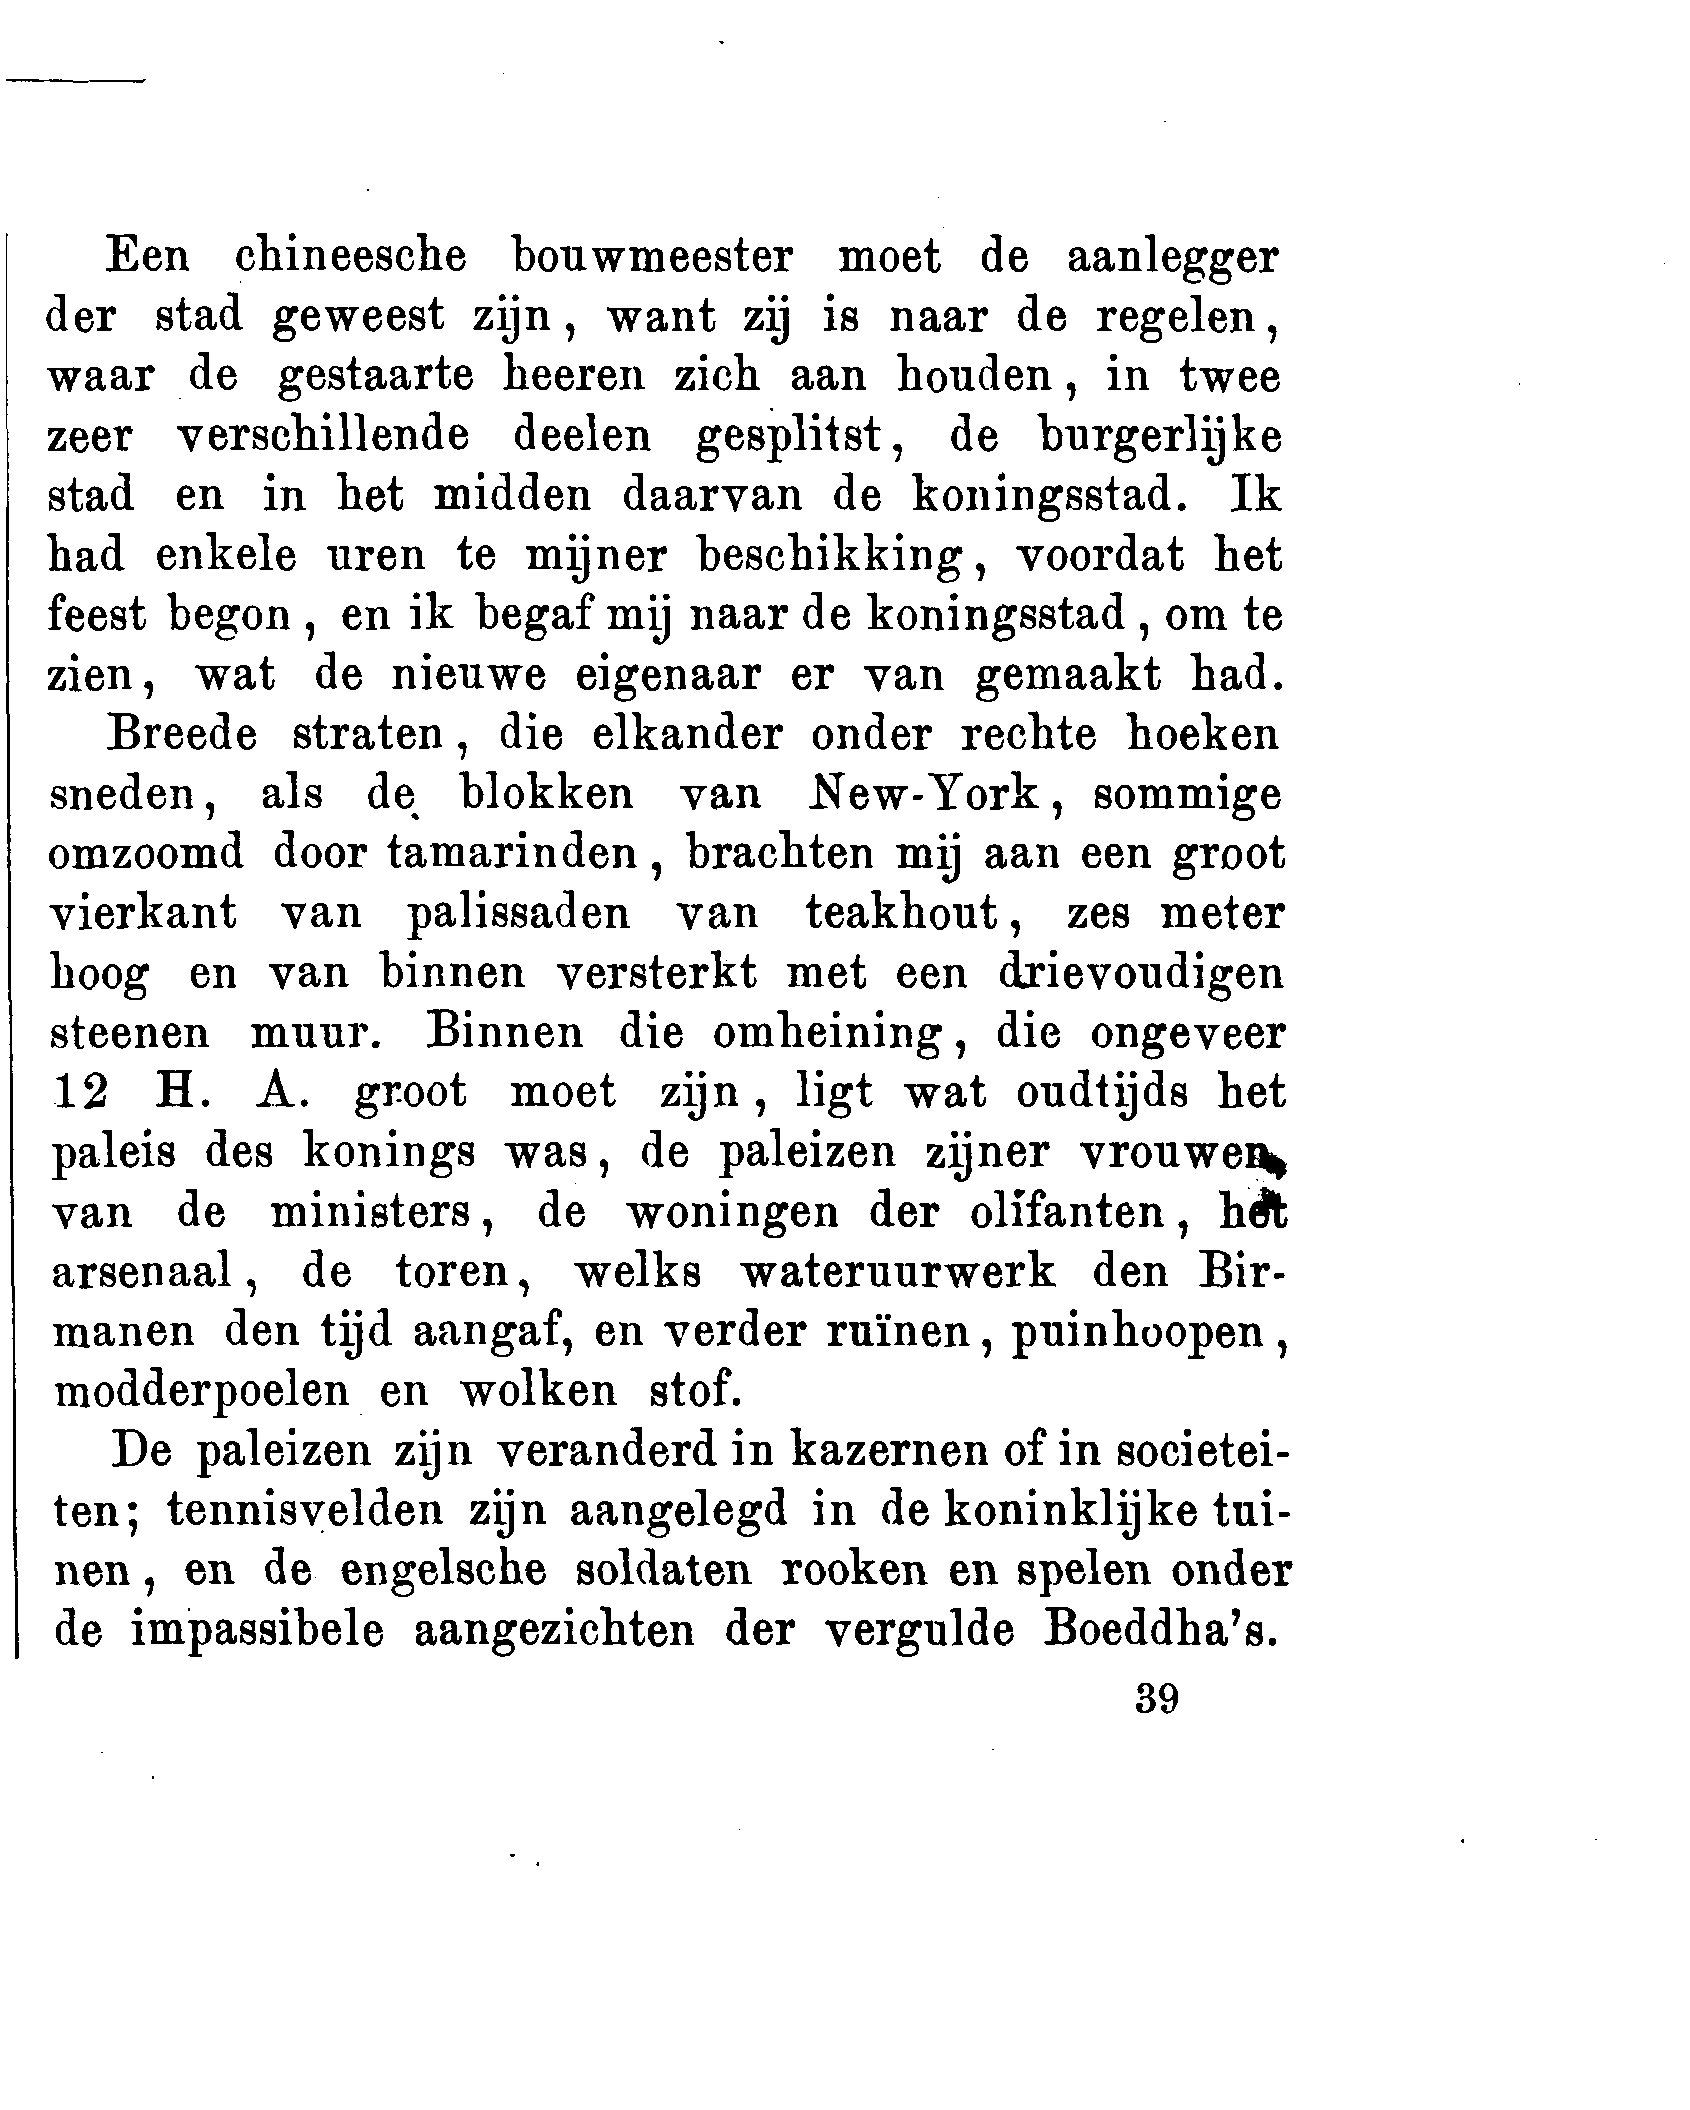 Een chineesche bouwmeester moet de aanlegger
der stad geweest zijn, want zij is naar de regelen,
waar de gestaarte heeren zich aan houden, in twee
zeer verschillende deelen gesplitst, de burgerlijke
stad en in het midden daarvan de koningsstad. Ik
had enkele uren te mijner beschikking, voordat het
feest begon, en ik begaf mij naar de koningsstad, om te
zien, wat de nieuwe eigenaar er van gemaakt had.
Breede straten, die elkander onder rechte hoeken
sneden, als de blokken van New-York, sommige
omzoomd door tamarinden, brachten mij aan een groot
vierkant van palissaden van teakhout, zes meter
hoog en van binnen versterkt met een drievoudigen
steenen muur. Binnen die omheining, die ongeveer
12 H. A. groot moet zijn, ligt wat oudtijds het
paleis des konings was, de paleizen zijner vrouwen,
van de ministers, de woningen der olifanten, het
arsenaal, de toren, welks wateruurwerk den Bir-
manen den tijd aangaf, en verder ruïnen, puinhoopen,
modderpoelen en wolken stof.
De paleizen zijn veranderd in kazernen of in societei-
ten; tennisvelden zijn aangelegd in de koninklijke tui-
nen, en de engelsche soldaten rooken en spelen onder
de impassibele aangezichten der vergulde Boeddha's.
39